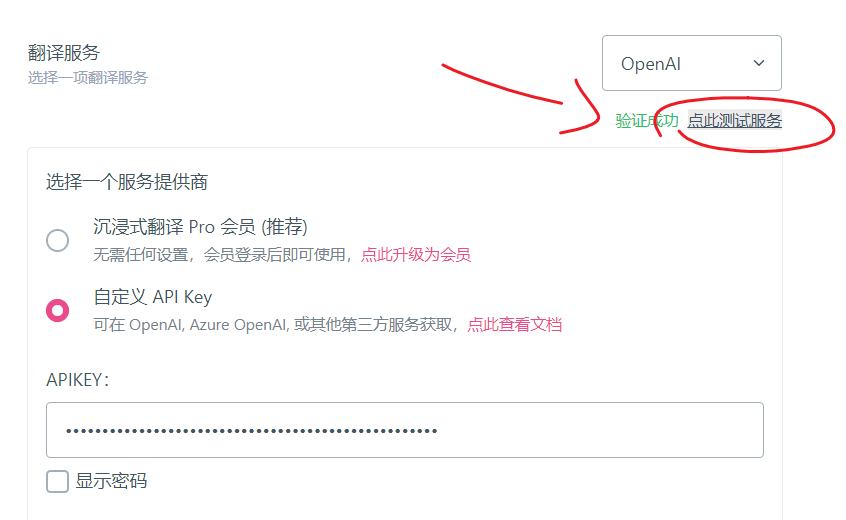 翻译服务
选择一项翻译服务
OpenAI
验证成功 点此测试服务
选择一个服务提供商
沉浸式翻译 Pro 会员 (推荐)
无需任何设置，会员登录后即可使用，点此升级为会员
自定义 API Key
可在 OpenAI, Azure OpenAI, 或其他第三方服务获取，点此查看文档
APIKEY：
••••••••••••••••••••••••••••••••••••••••••••••••••
显示密码